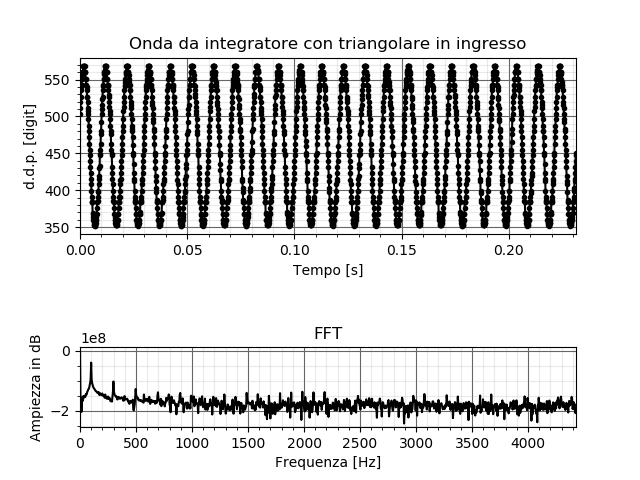 Onda da integratore con triangolare in ingresso
d.d.p. [digit]
550
500
450
400
350
0.00 0.05 0.10 0.15 0.20
Tempo [s]
FFT
1e8
Ampiezza in dB
0
−2
0 500 1000 1500 2000 2500 3000 3500 4000
Frequenza [Hz]